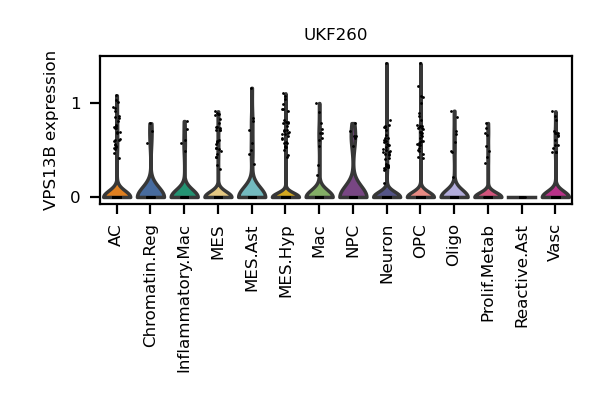 UKF260
VPS13B expression
1
0
AC
Chromatin.Reg
Inflammatory.Mac
MES
MES.Ast
MES.Hyp
Mac
NPC
Neuron
OPC
Oligo
Prolif.Metab
Reactive.Ast
Vasc